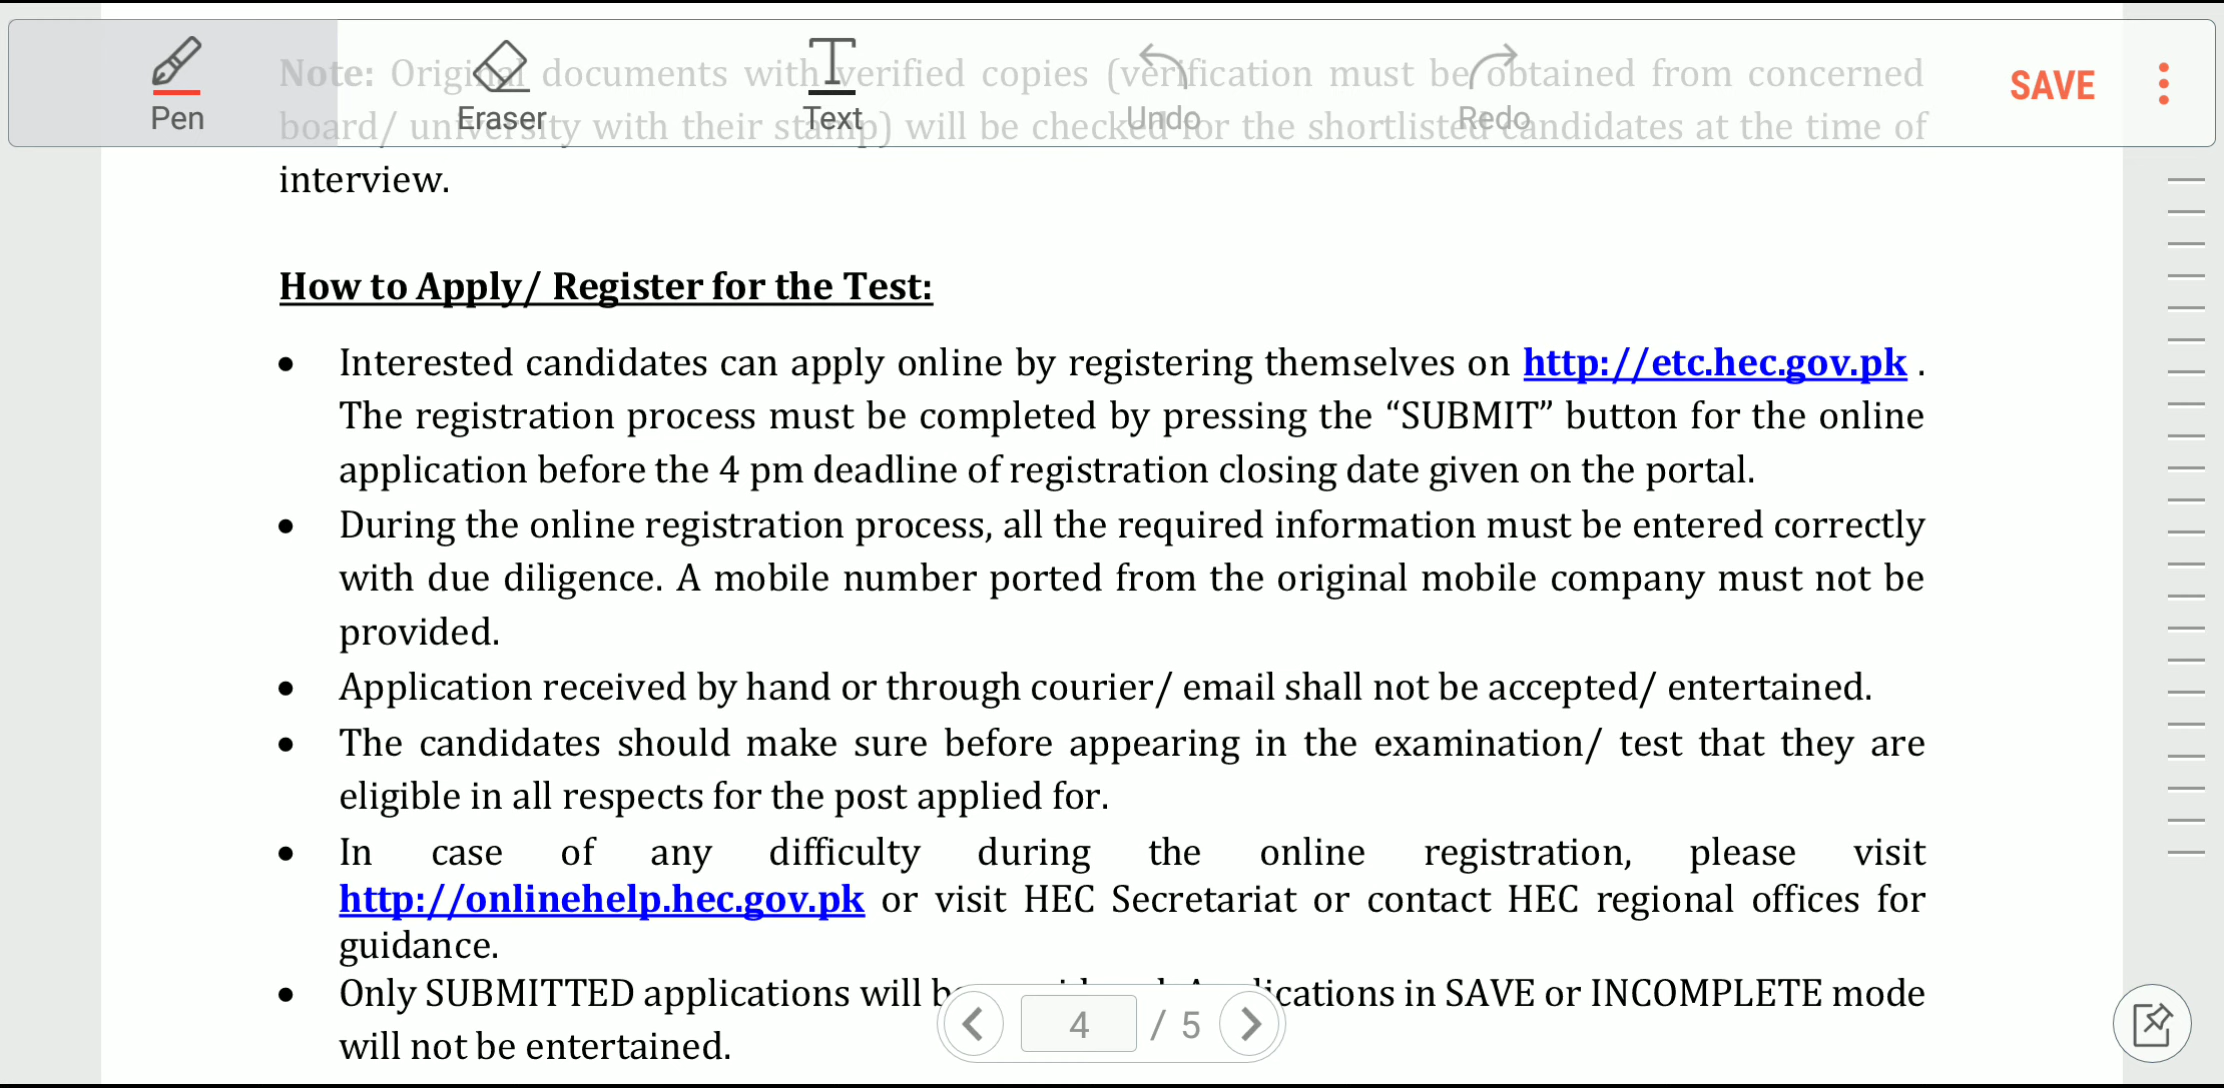 Pen
Eraser
Text
Undo
Redo
SAVE
Note: Original documents with verified copies (verification must be obtained from concerned
board/ university with their stamp) will be checked for the shortlisted candidates at the time of
interview.
How to Apply/ Register for the Test:
• Interested candidates can apply online by registering themselves on http://etc.hec.gov.pk .
The registration process must be completed by pressing the “SUBMIT” button for the online
application before the 4 pm deadline of registration closing date given on the portal.
• During the online registration process, all the required information must be entered correctly
with due diligence. A mobile number ported from the original mobile company must not be
provided.
• Application received by hand or through courier/ email shall not be accepted/ entertained.
• The candidates should make sure before appearing in the examination/ test that they are
eligible in all respects for the post applied for.
• In case of any difficulty during the online registration, please visit
http://onlinehelp.hec.gov.pk or visit HEC Secretariat or contact HEC regional offices for
guidance.
• Only SUBMITTED applications will in SAVE or INCOMPLETE mode
will not be entertained.
4 / 5